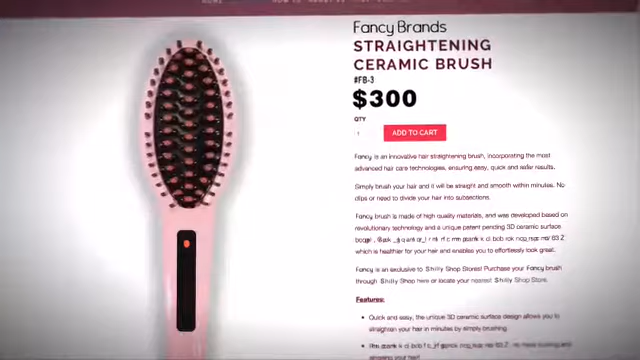 Fancy Brands
STRAIGHTENING
CERAMIC BRUSH
#FB-3
$300
QTY
1
ADD TO CART
Fancy is an innovative hair straightening brush, incorporating the most
advanced hair care technologies, ensuring easy, quick and safer results.
Simply brush your hair and it will be straight and smooth within minutes. No
clips or need to divide your hair into subsections.
Fancy brush is made of high quality materials, and was developed based on
revolutionary technology and a unique patent pending 3D ceramic surface
which is healthier for your hair and enables you to effortlessly look great.
Fancy is an exclusive to Shilly Shop Stores! Purchase your Fancy brush
through Shilly Shop here or locate your nearest Shilly Shop Store.
Features:
• Quick and easy, the unique 3D ceramic surface design allows you to
straighten your hair in minutes by simply brushing.
your hair